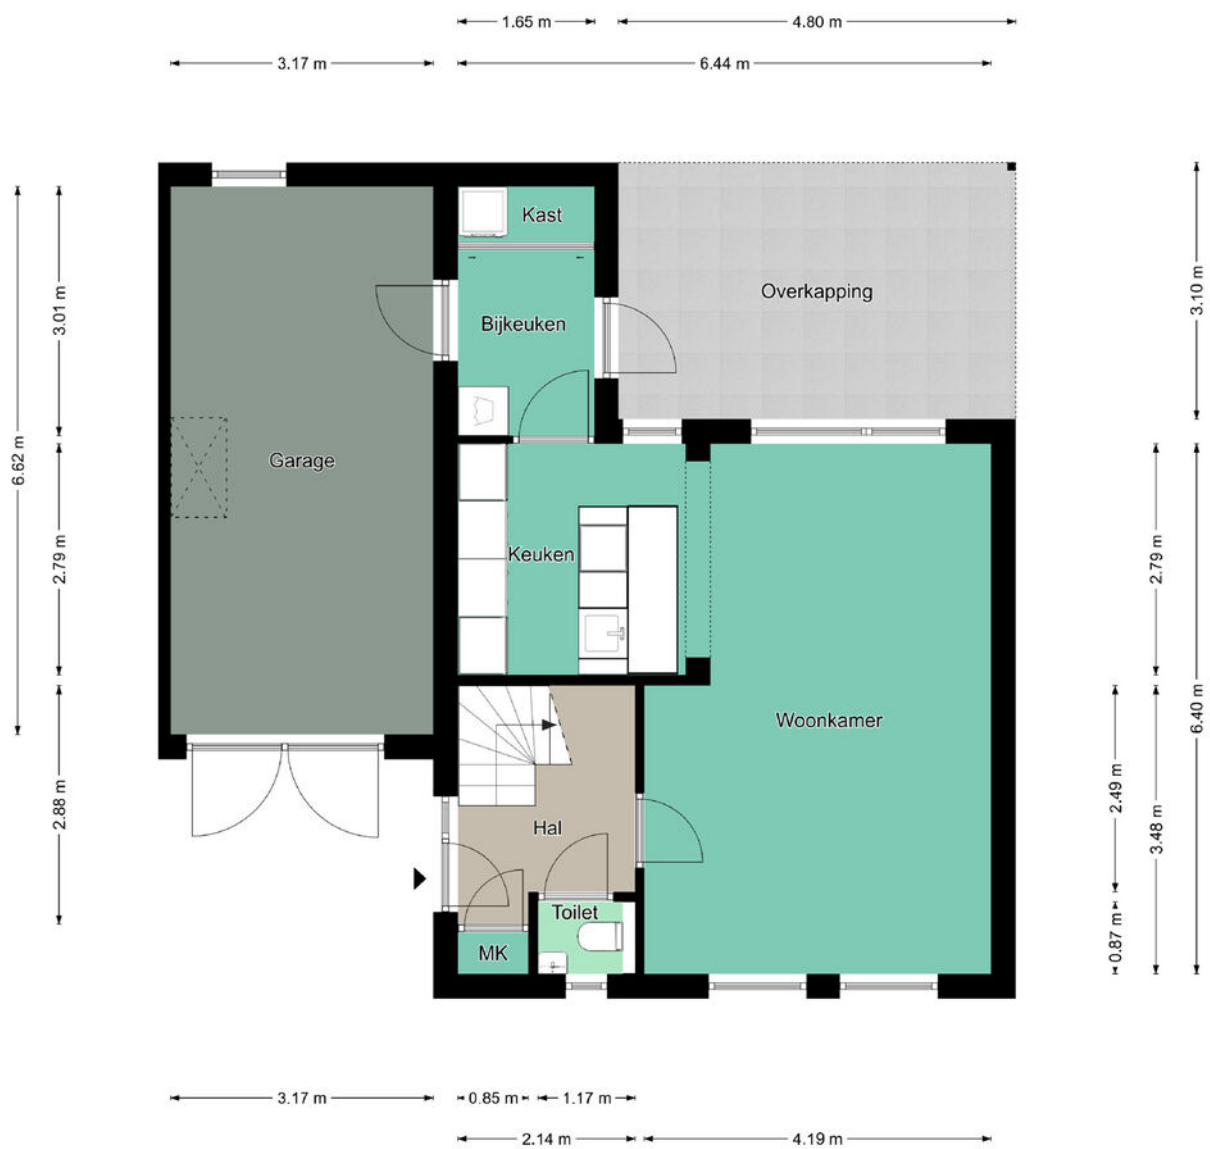 1.65 m
4.80 m
3.17 m
6.44 m
Kast
Overkapping
Bijkeuken
3.01 m
3.10 m
6.62 m
Garage
Keuken
2.79 m
2.79 m
Woonkamer
6.40 m
2.88 m
2.49 m
3.48 m
Hal
Toilet
MK
0.87 m
3.17 m
0.85 m
1.17 m
2.14 m
4.19 m